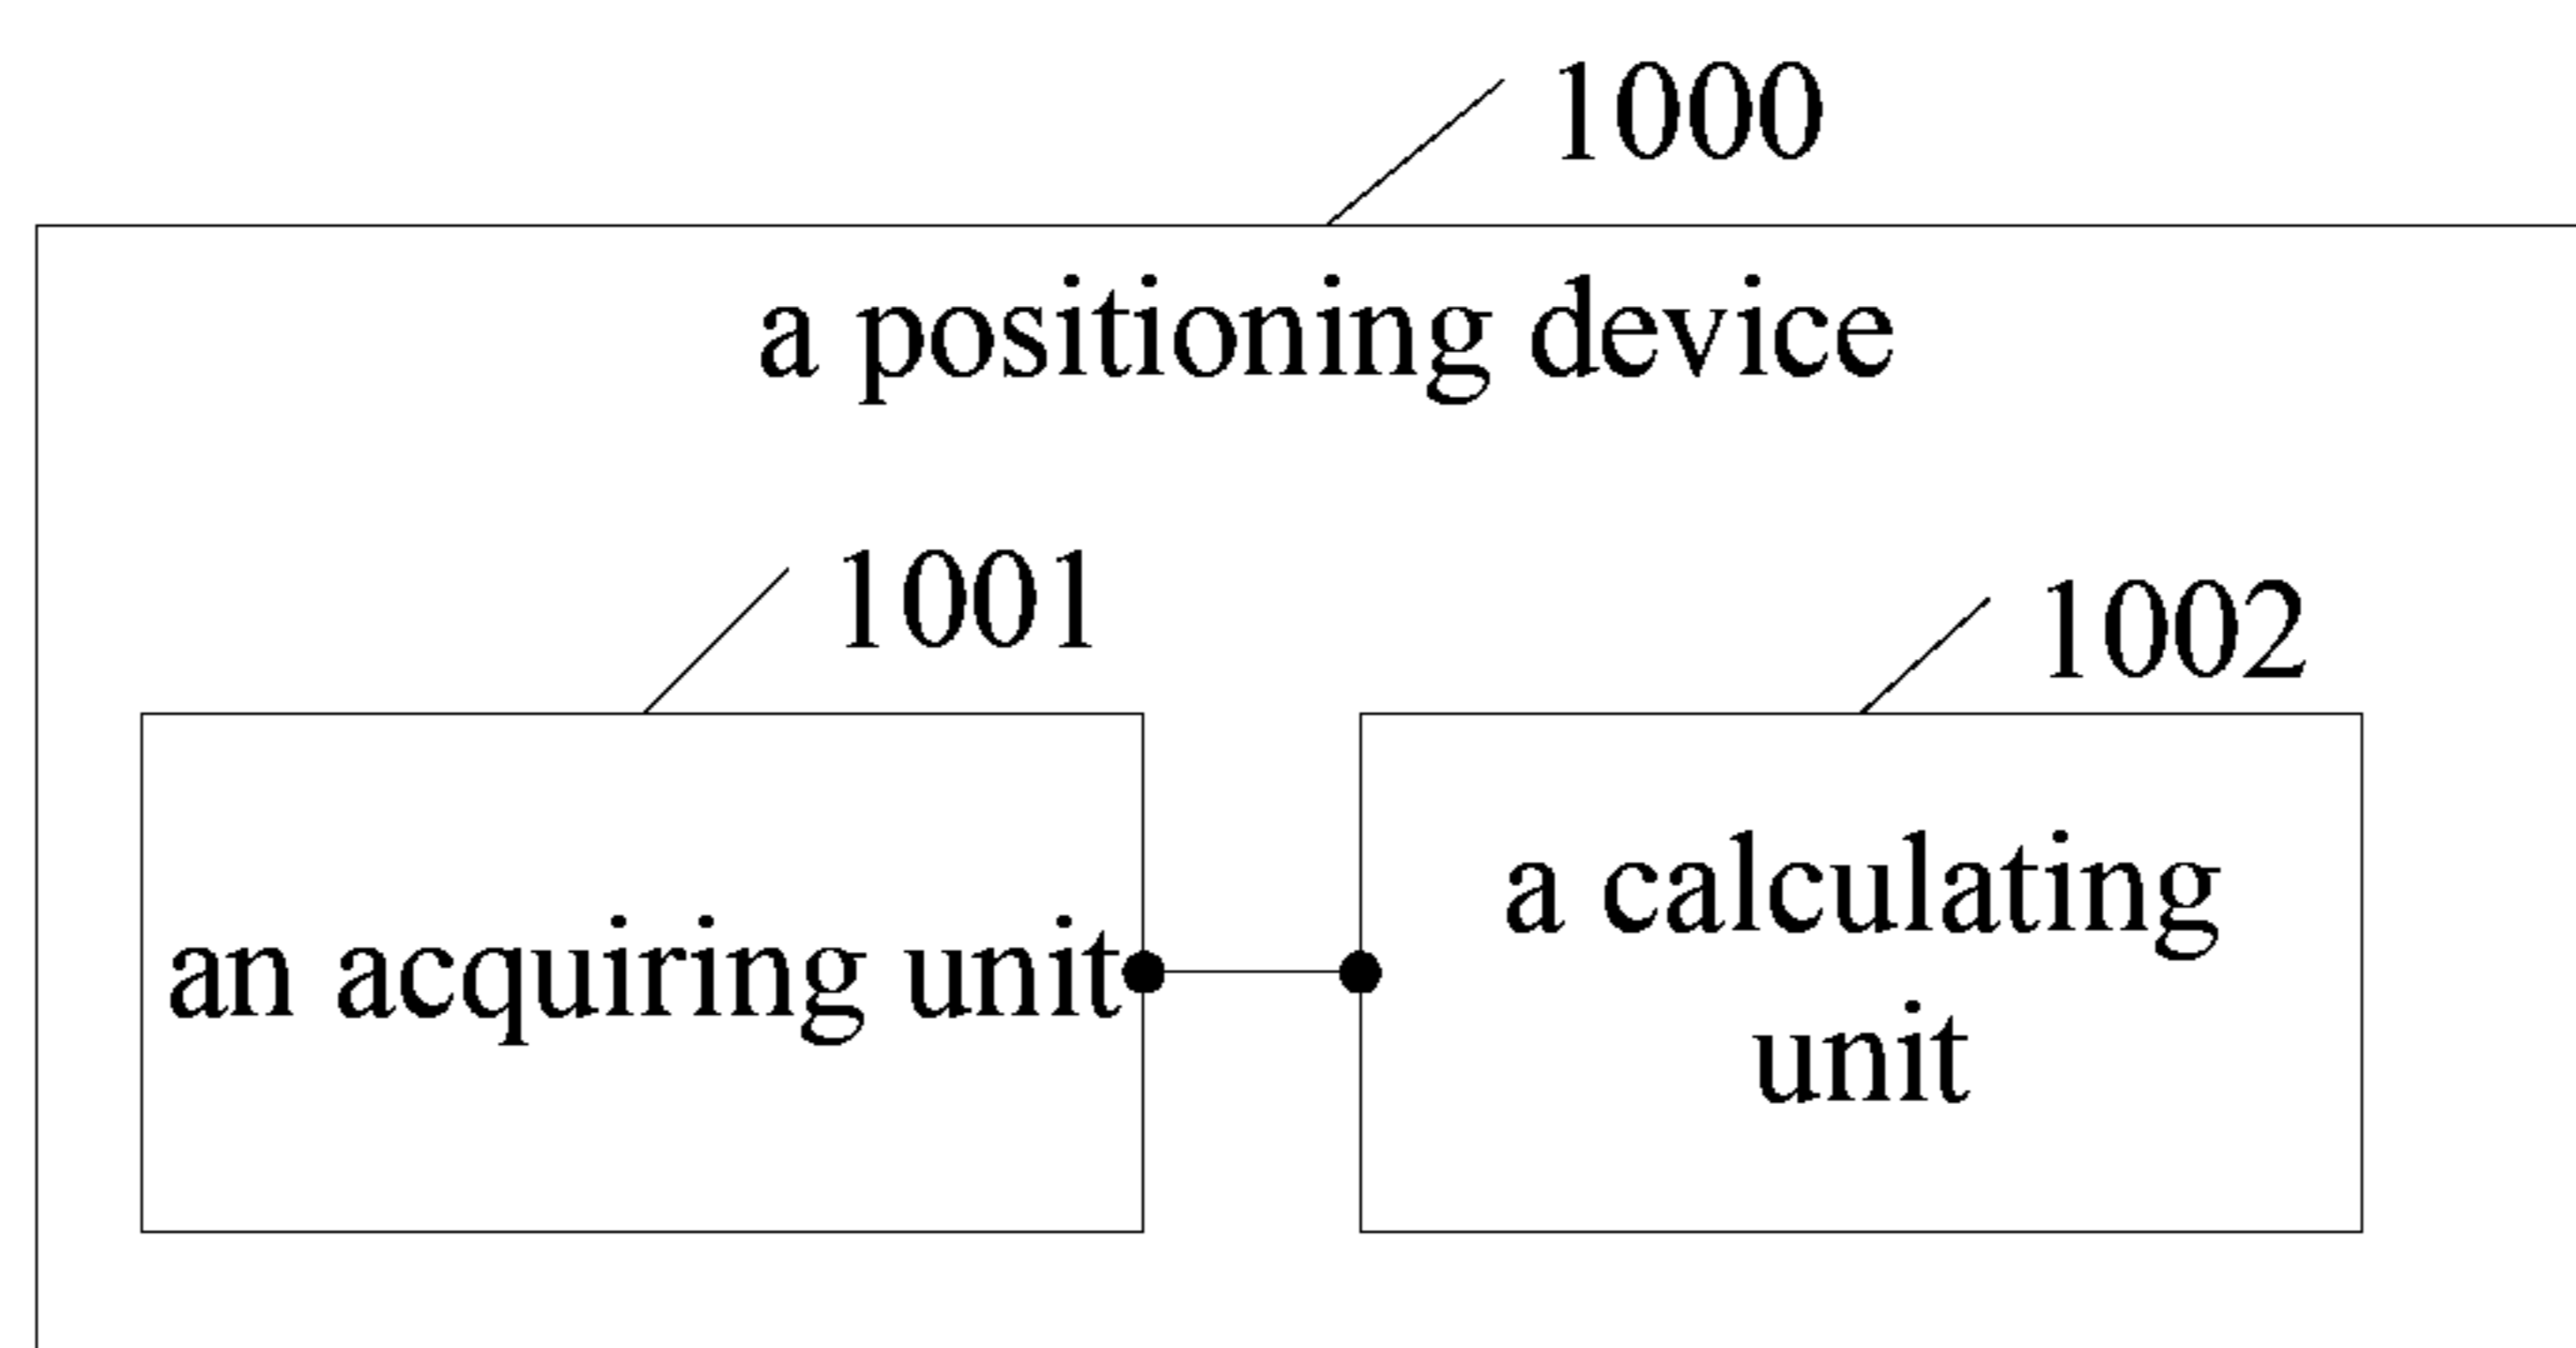 1000
a positioning device
1001
1002
an acquiring unit
a calculating
unit